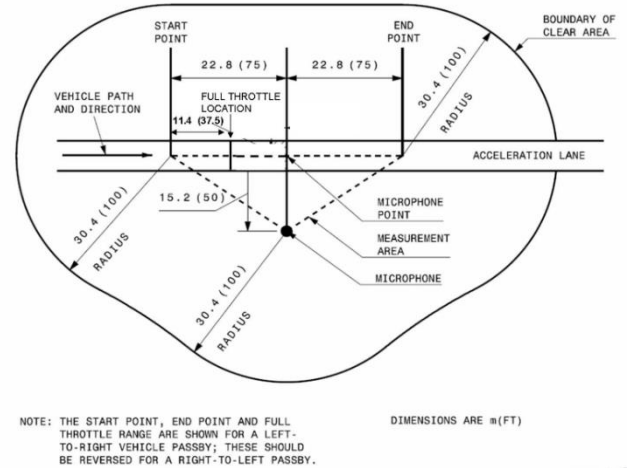 START
POINT
END
POINT
BOUNDARY OF
CLEAR AREA
22.8 (75)
22.8 (75)
30.4 (100)
RADIUS
VEHICLE PATH
AND DIRECTION
FULL THROTTLE
LOCATION
11.4 (37.5)
ACCELERATION LANE
15.2 (50)
MICROPHONE
POINT
MEASUREMENT
AREA
MICROPHONE
30.4 (100)
RADIUS
30.4 (100)
RADIUS
NOTE: THE START POINT, END POINT AND FULL
THROTTLE RANGE ARE SHOWN FOR A LEFT-
TO-RIGHT VEHICLE PASSBY; THESE SHOULD
BE REVERSED FOR A RIGHT-TO-LEFT PASSBY.
DIMENSIONS ARE m(FT)